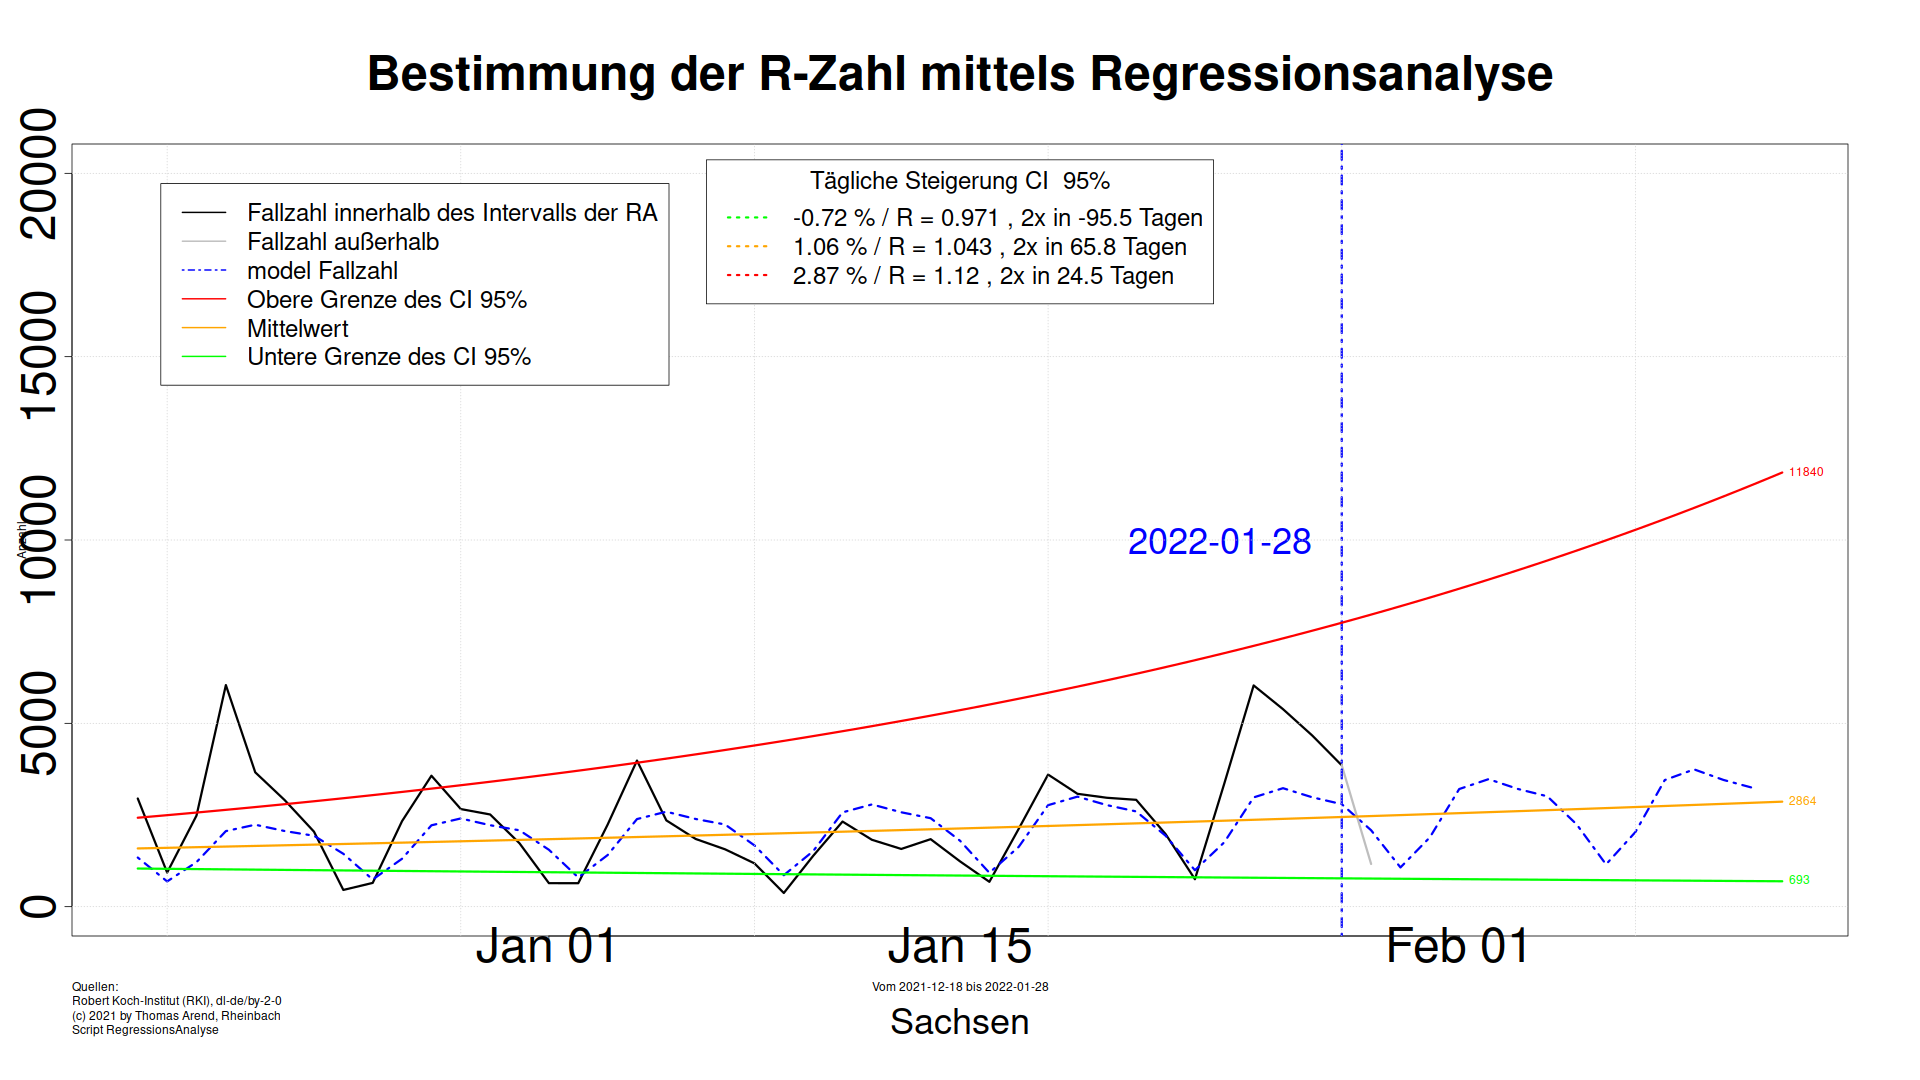 Bestimmung der R-Zahl mittels Regressionsanalyse
Anzahl
20000
15000
10000
5000
0
Fallzahl innerhalb des Intervalls der RA
Fallzahl außerhalb
model Fallzahl
Obere Grenze des CI 95%
Mittelwert
Untere Grenze des CI 95%
Tägliche Steigerung CI  95%
-0.72 % / R = 0.971 , 2x in -95.5 Tagen
1.06 % / R = 1.043 , 2x in 65.8 Tagen
2.87 % / R = 1.12 , 2x in 24.5 Tagen
2022-01-28
11840
2864
693
Jan 01
Jan 15
Feb 01
Vom 2021-12-18 bis 2022-01-28
Sachsen
Quellen:
Robert Koch-Institut (RKI), dl-de/by-2-0
(c) 2021 by Thomas Arend, Rheinbach
Script RegressionsAnalyse